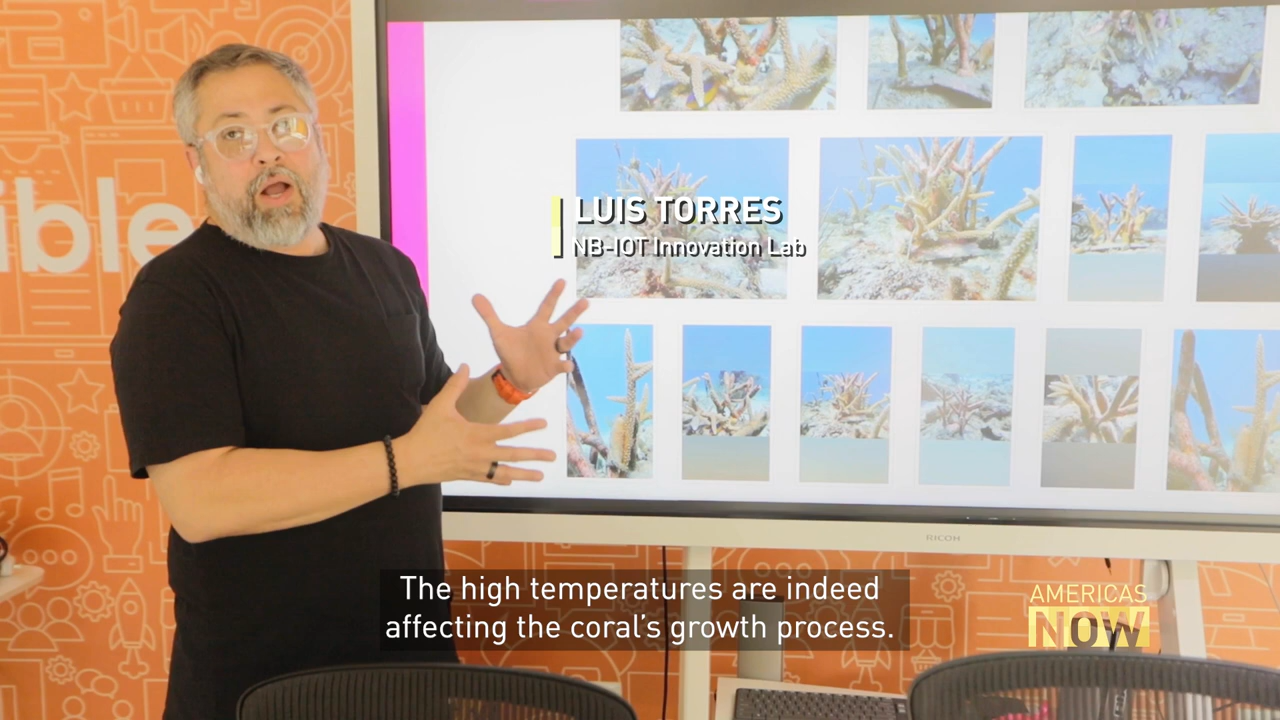 ible
LUIS TORRES
NB-IOT Innovation Lab
RICOH
The high temperatures are indeed
affecting the coral's growth process.
AMERICAS
NOW